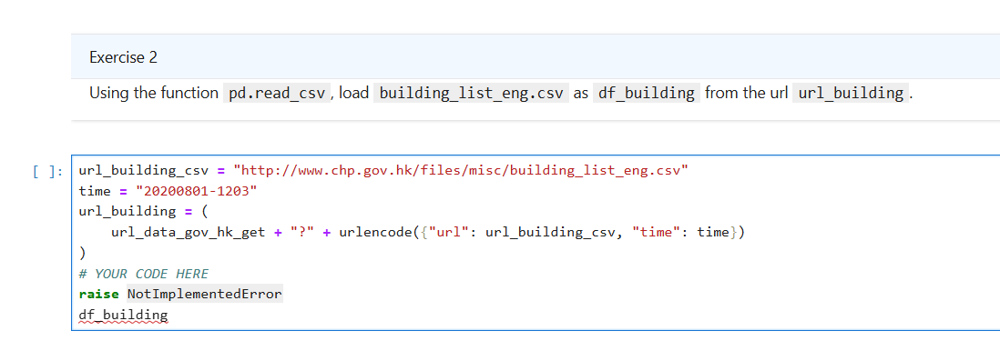 Exercise 2
Using the function pd.read_csv, load building_list_eng.csv as df_building from the url url_building.
[ ]:
url_building_csv = "http://www.chp.gov.hk/files/misc/building_list_eng.csv"
time = "20200801-1203"
url_building = (
    url_data_gov_hk_get + "?" + urlencode({"url": url_building_csv, "time": time})
)
# YOUR CODE HERE
raise NotImplementedError
df_building